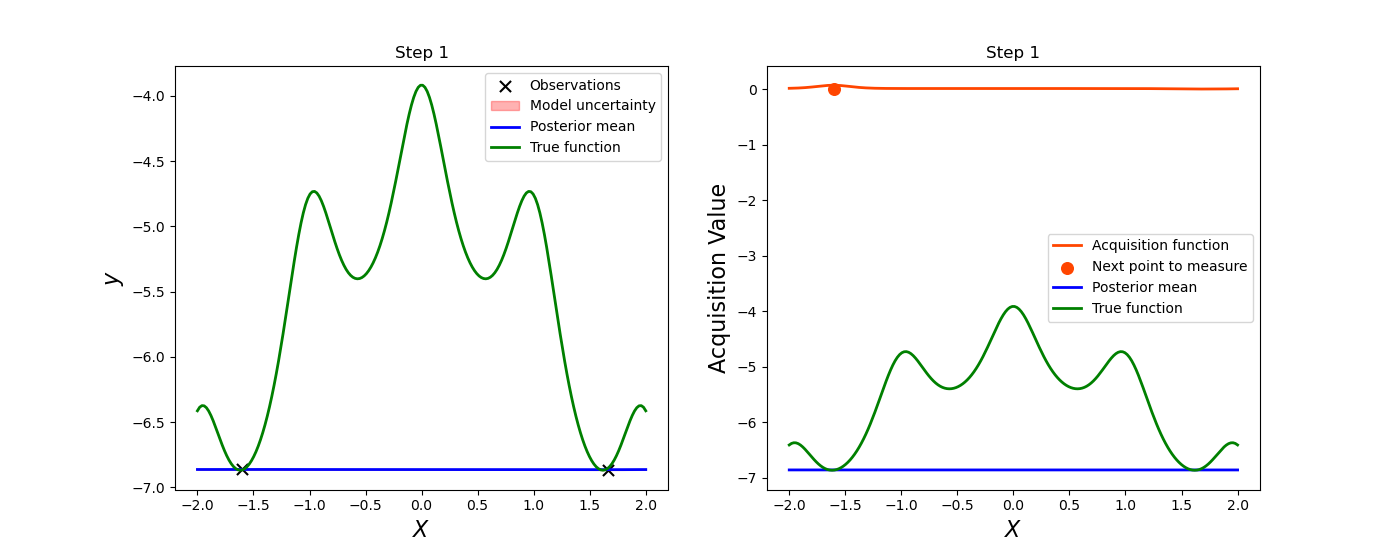 Step 1
y
−4.0
−4.5
−5.0
−5.5
−6.0
−6.5
−7.0
Observations
Model uncertainty
Posterior mean
True function
−2.0 −1.5 −1.0 −0.5 0.0 0.5 1.0 1.5 2.0
X
Step 1
Acquisition Value
0
−1
−2
−3
−4
−5
−6
−7
Acquisition function
Next point to measure
Posterior mean
True function
−2.0 −1.5 −1.0 −0.5 0.0 0.5 1.0 1.5 2.0
X